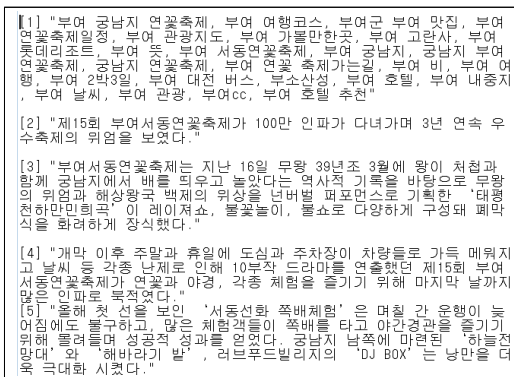 [1] "부여 궁남지 연꽃축제, 부여 여행코스, 부여군 부여 맛집, 부여
연꽃축제일정, 부여 관광지도, 부여 가볼만한곳, 부여 고란사, 부여
롯데리조트, 부여 뜻, 부여 서동연꽃축제, 부여 궁남지, 궁남지 부여
연꽃축제, 궁남지 연꽃축제, 부여 연꽃 축제가는길, 부여 비, 부여 여
행, 부여 2박3일, 부여 대전 버스, 부소산성, 부여 호텔, 부여 내중지
, 부여 날씨, 부여 관광, 부여cc, 부여 호텔 추천"
[2] "제15회 부여서동연꽃축제가 100만 인파가 다녀가며 3년 연속 우
수축제의 위엄을 보였다."
[3] "부여서동연꽃축제는 지난 16일 무왕 39년조 3월에 왕이 처첩과
함께 궁남지에서 배를 띄우고 놀았다는 역사적 기록을 바탕으로 무왕
의 위엄과 해상왕국 백제의 위상을 넌버벌 퍼포먼스로 기획한 ‘태평
천하만민희곡’이 레이져쇼, 불꽃놀이, 불쇼로 다양하게 구성돼 폐막
식을 화려하게 장식했다."
[4] "개막 이후 주말과 휴일에 도심과 주차장이 차량들로 가득 메워지
고 날씨 등 각종 난제로 인해 10부작 드라마를 연출했던 제15회 부여
서동연꽃축제가 연꽃과 야경, 각종 체험을 즐기기 위해 마지막 날까지
많은 인파로 북적였다."
[5] "올해 첫 선을 보인 ‘서동선화 쪽배체험’은 며칠 간 운행이 늦
어짐에도 불구하고, 많은 체험객들이 쪽배를 타고 야간경관을 즐기기
위해 몰려들며 성공적 성과를 얻었다. 궁남지 남쪽에 마련된 ‘하늘전
망대’와 ‘해바라기 밭’, 러브푸드빌리지의 ‘DJ BOX’는 낭만을 더
욱 극대화 시켰다."